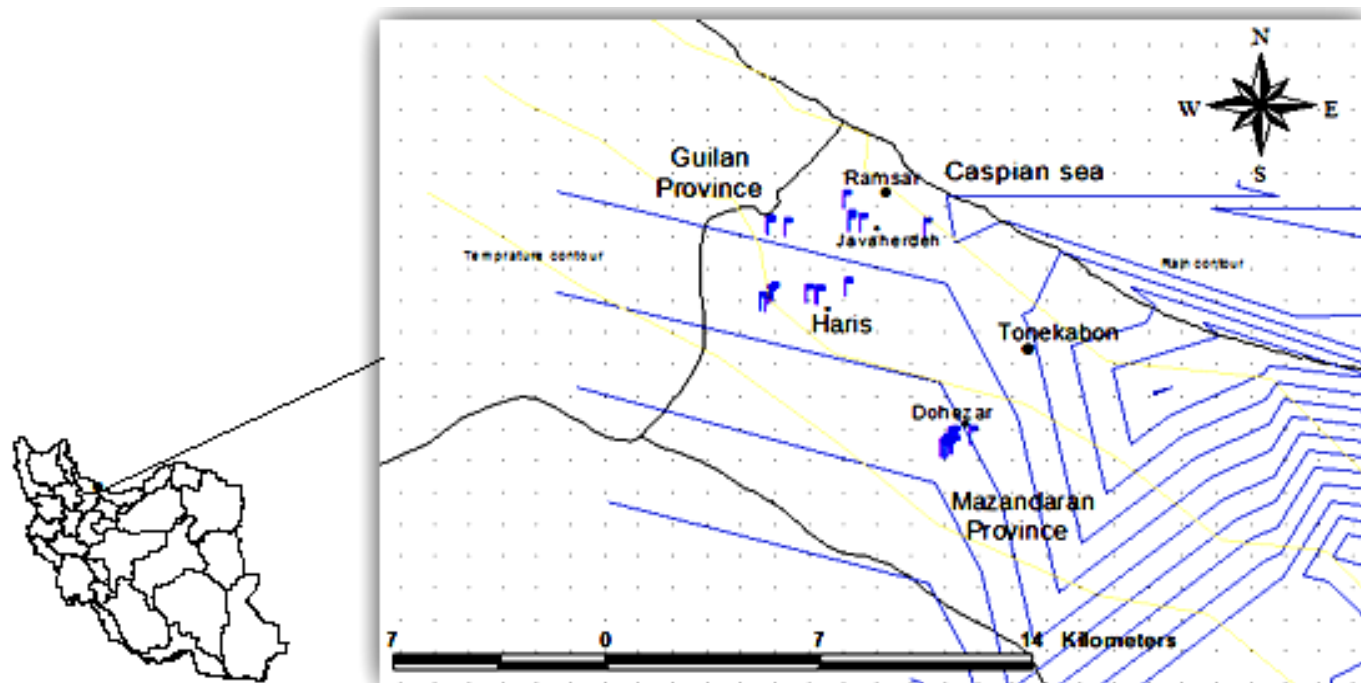 N
W E
S
Guilan
Province
Ramsar
Caspian sea
Javaherdeh
Temprature contour
Rain contour
Haris
Tonekabon
Dohezar
Mazandaran
Province
7 0 7 14 Kilometers